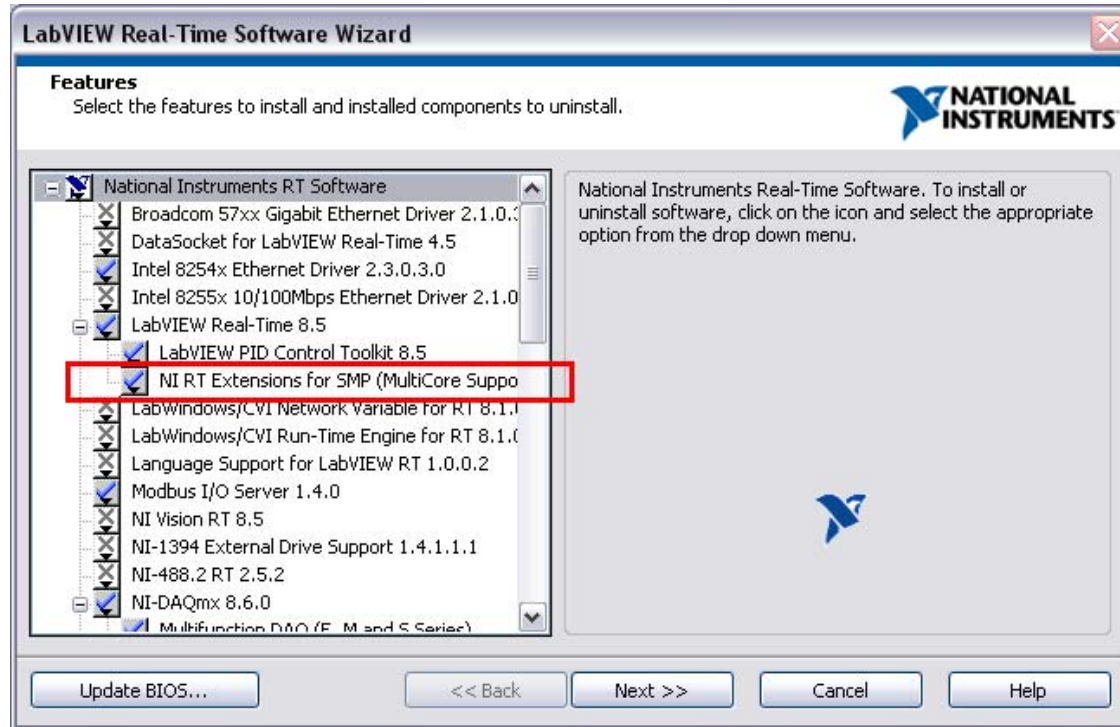 LabVIEW Real-Time Software Wizard
Features
Select the features to install and installed components to uninstall.
NATIONAL
INSTRUMENTS
National Instruments RT Software
Broadcom 57xx Gigabit Ethernet Driver 2.1.0.
DataSocket for LabVIEW Real-Time 4.5
Intel 8254x Ethernet Driver 2.3.0.3.0
Intel 8255x 10/100Mbps Ethernet Driver 2.1.0
LabVIEW Real-Time 8.5
LabVIEW PID Control Toolkit 8.5
NI RT Extensions for SMP (MultiCore Suppo
LabWindows/CVI Network Variable for RT 8.1.
LabWindows/CVI Run-Time Engine for RT 8.1.0
Language Support for LabVIEW RT 1.0.0.2
Modbus I/O Server 1.4.0
NI Vision RT 8.5
NI-1394 External Drive Support 1.4.1.1.1
NI-488.2 RT 2.5.2
NI-DAQmx 8.6.0
Multifunction DAQ (E, M and S Series)
National Instruments Real-Time Software. To install or
uninstall software, click on the icon and select the appropriate
option from the drop down menu.
Update BIOS...
<< Back
Next >>
Cancel
Help